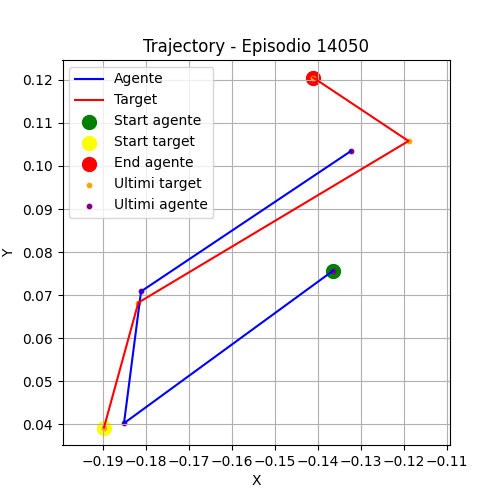 Trajectory - Episodio 14050
Agente
Target
Start agente
Start target
End agente
Ultimi target
Ultimi agente
Y
0.12
0.11
0.10
0.09
0.08
0.07
0.06
0.05
0.04
−0.19 −0.18 −0.17 −0.16 −0.15 −0.14 −0.13 −0.12 −0.11
X